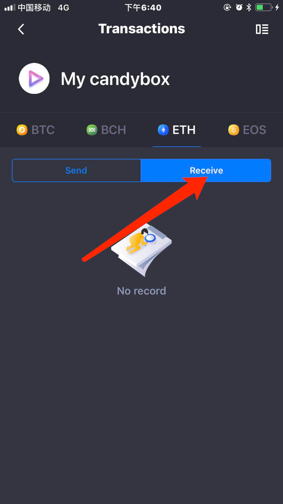 中国移动 4G 下午6:40
Transactions
My candybox
BTC BCH ETH EOS
Send Receive
No record